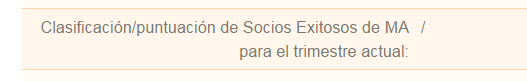 Clasificación/puntuación de Socios Exitosos de MA /
para el trimestre actual: